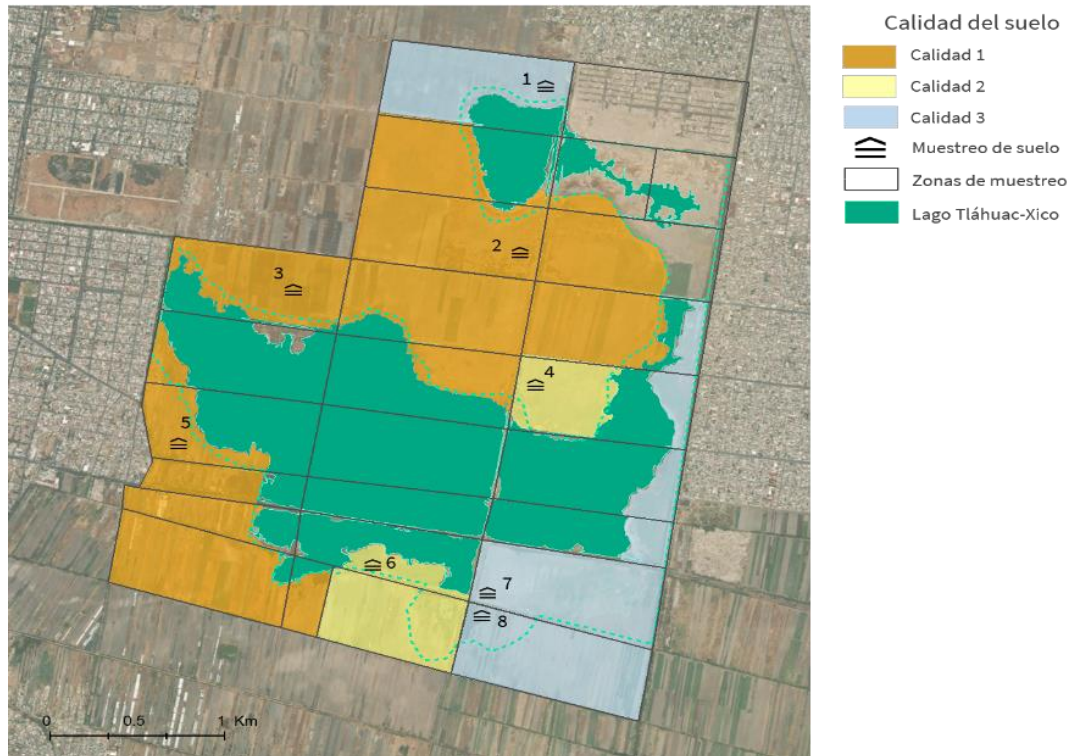 Calidad del suelo
Calidad 1
Calidad 2
Calidad 3
Muestreo de suelo
Zonas de muestreo
Lago Tláhuac-Xico
1
2
3
4
5
6
7
8
0 0.5 1 Km